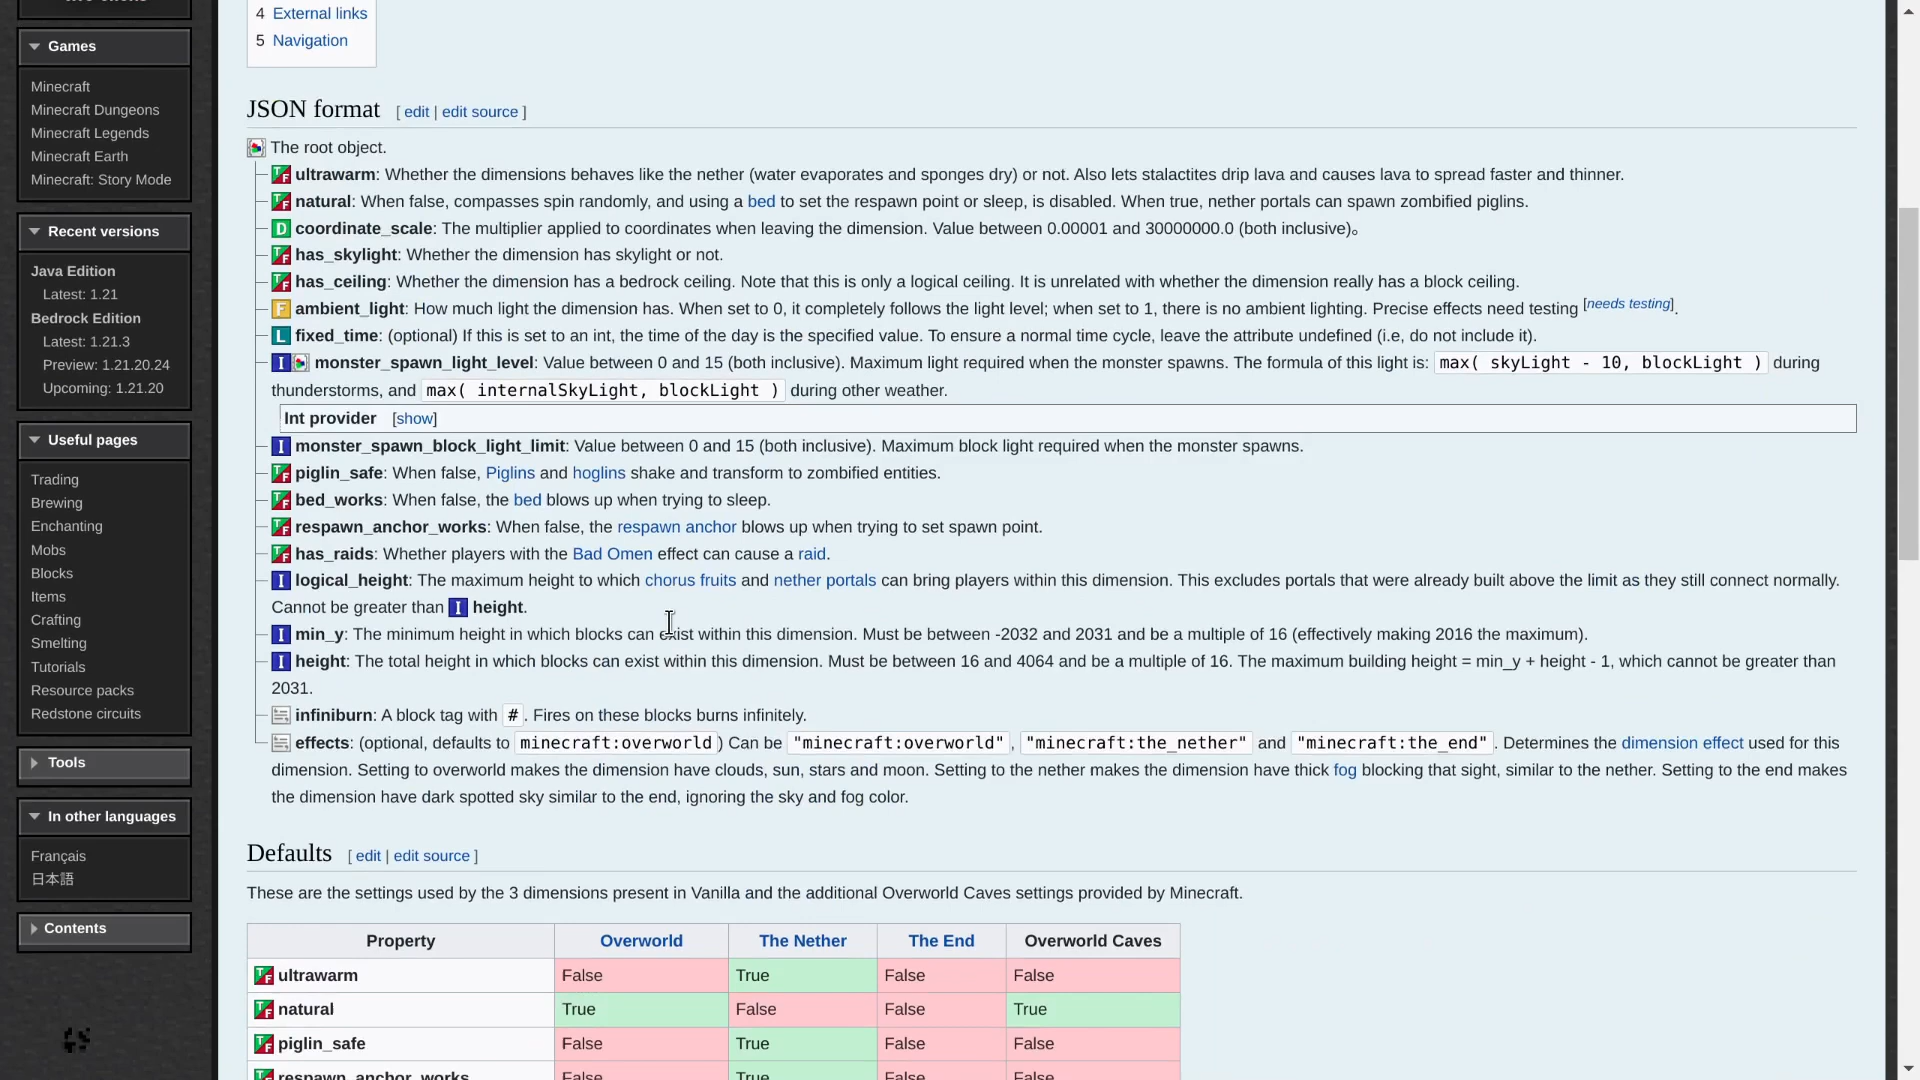 Games
Minecraft
Minecraft Dungeons
Minecraft Legends
Minecraft Earth
Minecraft: Story Mode
Recent versions
Java Edition
Latest: 1.21
Bedrock Edition
Latest: 1.21.3
Preview: 1.21.20.24
Upcoming: 1.21.20
Useful pages
Trading
Brewing
Enchanting
Mobs
Blocks
Items
Crafting
Smelting
Tutorials
Resource packs
Redstone circuits
Tools
In other languages
Français
日本語
Contents
4 External links
5 Navigation
JSON format [ edit | edit source ]
The root object.
ultrawarm: Whether the dimensions behaves like the nether (water evaporates and sponges dry) or not. Also lets stalactites drip lava and causes lava to spread faster and thinner.
natural: When false, compasses spin randomly, and using a bed to set the respawn point or sleep, is disabled. When true, nether portals can spawn zombified piglins.
D coordinate_scale: The multiplier applied to coordinates when leaving the dimension. Value between 0.00001 and 30000000.0 (both inclusive)。
has_skylight: Whether the dimension has skylight or not.
has_ceiling: Whether the dimension has a bedrock ceiling. Note that this is only a logical ceiling. It is unrelated with whether the dimension really has a block ceiling.
F ambient_light: How much light the dimension has. When set to 0, it completely follows the light level; when set to 1, there is no ambient lighting. Precise effects need testing [needs testing].
L fixed_time: (optional) If this is set to an int, the time of the day is the specified value. To ensure a normal time cycle, leave the attribute undefined (i.e, do not include it).
I monster_spawn_light_level: Value between 0 and 15 (both inclusive). Maximum light required when the monster spawns. The formula of this light is: max( skyLight - 10, blockLight ) during
thunderstorms, and max( internalSkyLight, blockLight ) during other weather.
Int provider [show]
I monster_spawn_block_light_limit: Value between 0 and 15 (both inclusive). Maximum block light required when the monster spawns.
piglin_safe: When false, Piglins and hoglins shake and transform to zombified entities.
bed_works: When false, the bed blows up when trying to sleep.
respawn_anchor_works: When false, the respawn anchor blows up when trying to set spawn point.
has_raids: Whether players with the Bad Omen effect can cause a raid.
I logical_height: The maximum height to which chorus fruits and nether portals can bring players within this dimension. This excludes portals that were already built above the limit as they still connect normally.
Cannot be greater than I height.
I min_y: The minimum height in which blocks can exist within this dimension. Must be between -2032 and 2031 and be a multiple of 16 (effectively making 2016 the maximum).
I height: The total height in which blocks can exist within this dimension. Must be between 16 and 4064 and be a multiple of 16. The maximum building height = min_y + height - 1, which cannot be greater than
2031.
infiniburn: A block tag with #. Fires on these blocks burns infinitely.
effects: (optional, defaults to minecraft:overworld) Can be "minecraft:overworld", "minecraft:the_nether" and "minecraft:the_end". Determines the dimension effect used for this
dimension. Setting to overworld makes the dimension have clouds, sun, stars and moon. Setting to the nether makes the dimension have thick fog blocking that sight, similar to the nether. Setting to the end makes
the dimension have dark spotted sky similar to the end, ignoring the sky and fog color.
Defaults [ edit | edit source ]
These are the settings used by the 3 dimensions present in Vanilla and the additional Overworld Caves settings provided by Minecraft.
Property Overworld The Nether The End Overworld Caves
ultrawarm False True False False
natural True False False True
piglin_safe False True False False
respawn_anchor_works False True False False